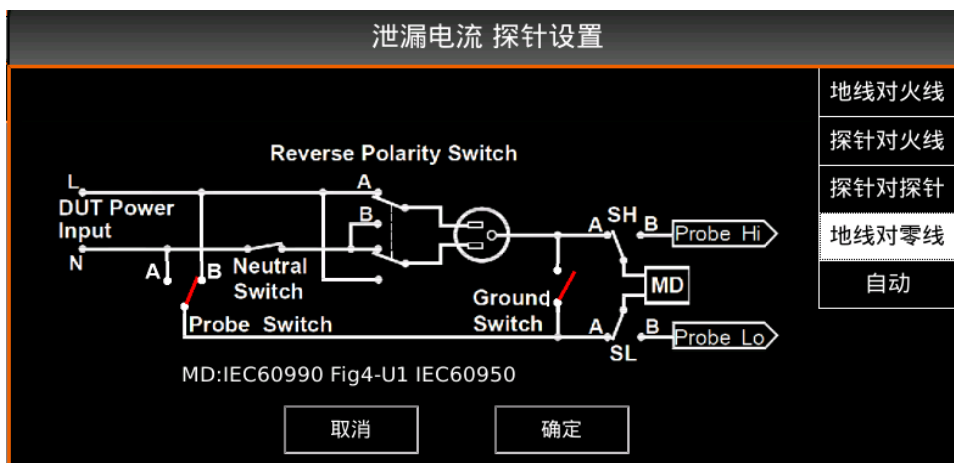 泄漏电流 探针设置
地线对火线
探针对火线
探针对探针
地线对零线
自动
Reverse Polarity Switch
L
A
DUT Power
Input
B
N
A
B
Neutral
Switch
Probe Switch
Ground
Switch
A
SH
B
Probe Hi
MD
A
B
Probe Lo
SL
MD:IEC60990 Fig4-U1 IEC60950
取消
确定